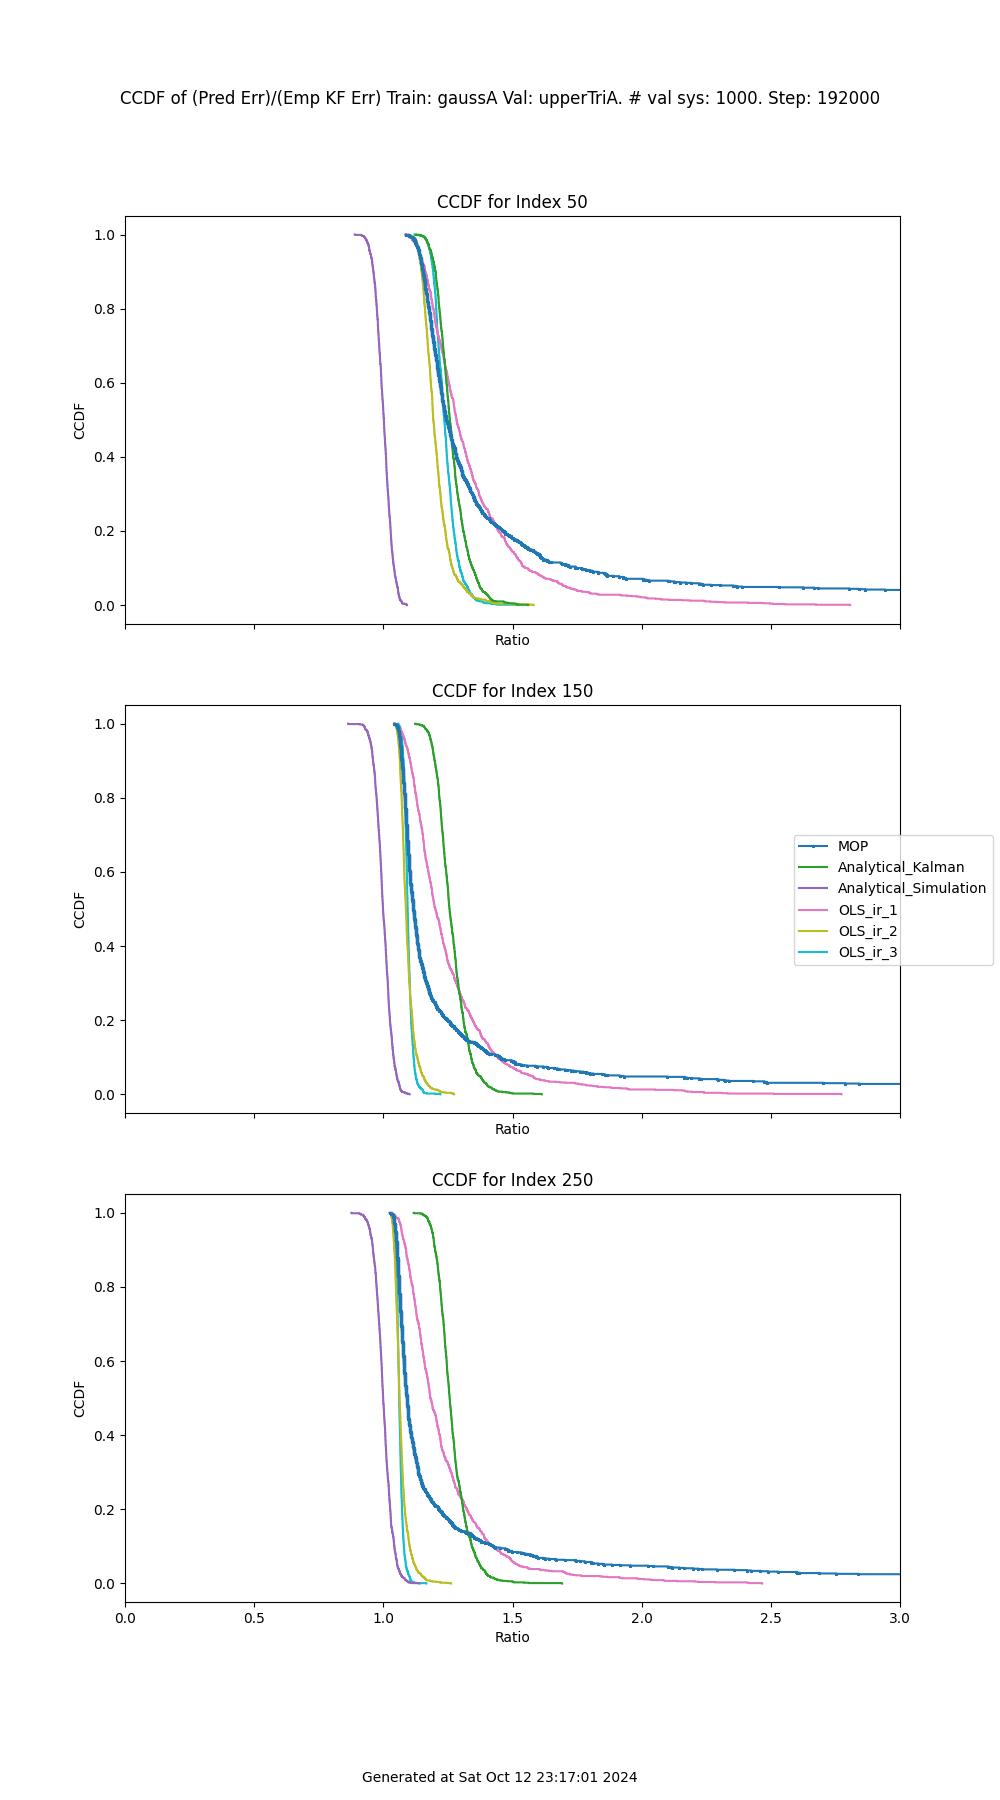 CCDF of (Pred Err)/(Emp KF Err) Train: gaussA Val: upperTriA. # val sys: 1000. Step: 192000
CCDF for Index 50
1.0
0.8
0.6
0.4
0.2
0.0
CCDF
Ratio
CCDF for Index 150
1.0
0.8
0.6
0.4
0.2
0.0
CCDF
Ratio
MOP
Analytical_Kalman
Analytical_Simulation
OLS_ir_1
OLS_ir_2
OLS_ir_3
CCDF for Index 250
1.0
0.8
0.6
0.4
0.2
0.0
CCDF
0.0 0.5 1.0 1.5 2.0 2.5 3.0
Ratio
Generated at Sat Oct 12 23:17:01 2024